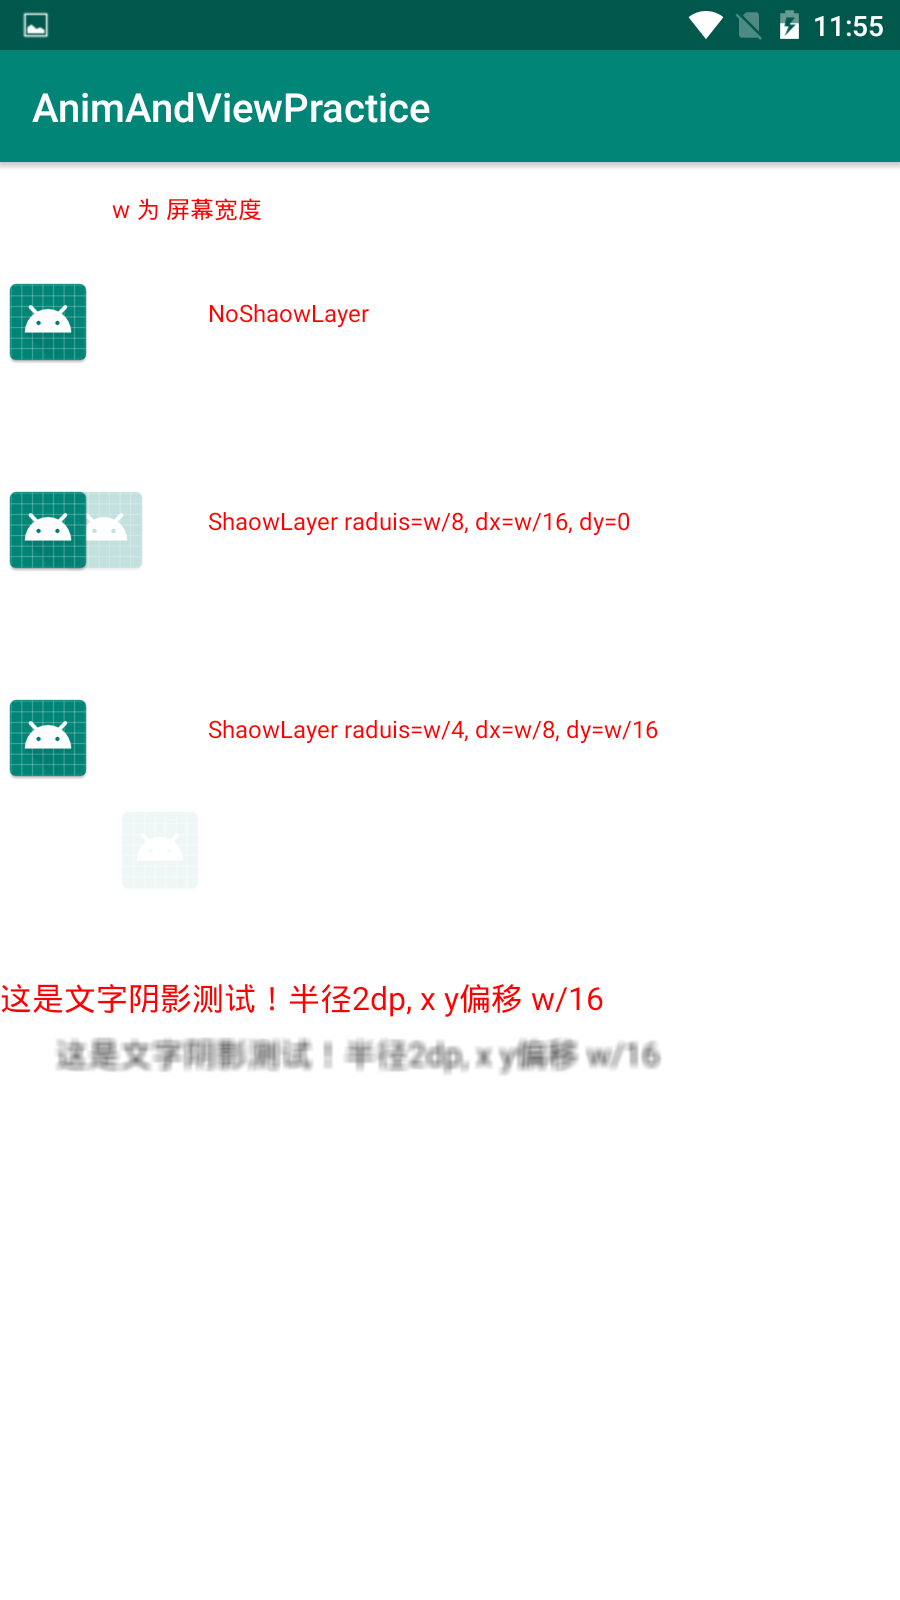 11:55
AnimAndViewPractice
w 为 屏幕宽度
NoShaowLayer
ShaowLayer raduis=w/8, dx=w/16, dy=0
ShaowLayer raduis=w/4, dx=w/8, dy=w/16
这是文字阴影测试！半径2dp, x y偏移 w/16
这是文字阴影测试！半径2dp, x y偏移 w/16